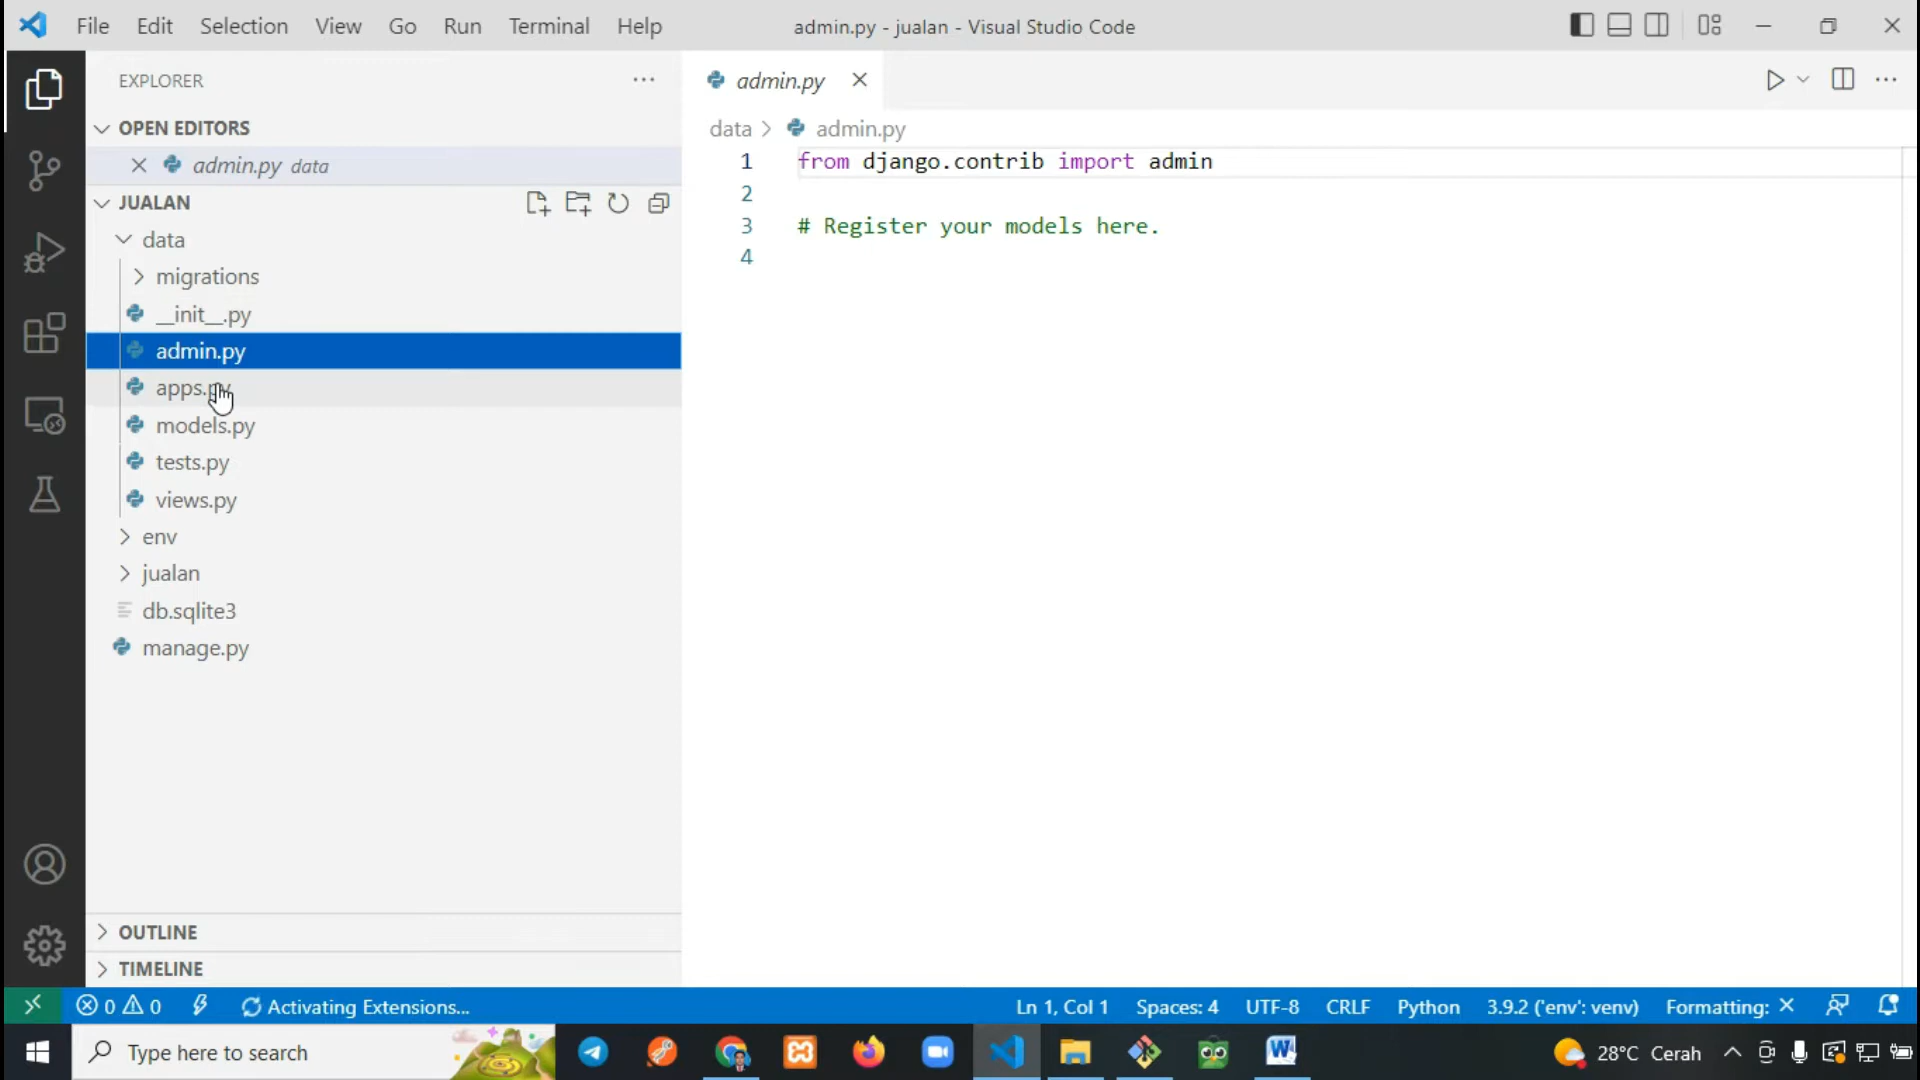 File Edit Selection View Go Run Terminal Help
admin.py - jualan - Visual Studio Code
EXPLORER
OPEN EDITORS
admin.py data
JUALAN
data
migrations
__init__.py
admin.py
apps.py
models.py
tests.py
views.py
env
jualan
db.sqlite3
manage.py
OUTLINE
TIMELINE
admin.py
data > admin.py
1 from django.contrib import admin
2
3 # Register your models here.
4
0 0 Activating Extensions...
Ln 1, Col 1 Spaces: 4 UTF-8 CRLF Python 3.9.2 ('env': venv) Formatting: ×
Type here to search
28°C Cerah